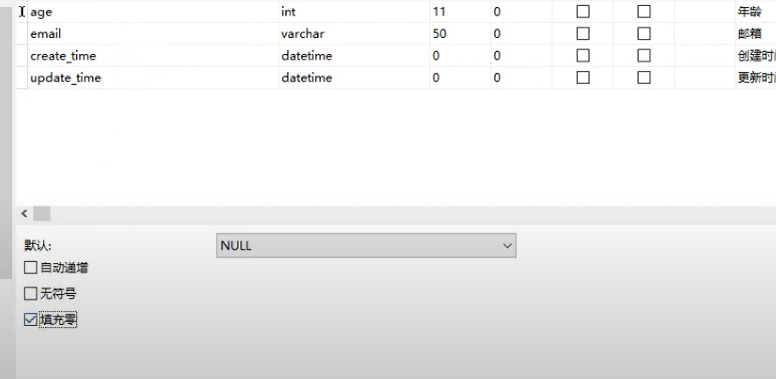 age int 11 0 年龄
email varchar 50 0 邮箱
create_time datetime 0 0 创建时
update_time datetime 0 0 更新时
默认: NULL
自动递增
无符号
填充零